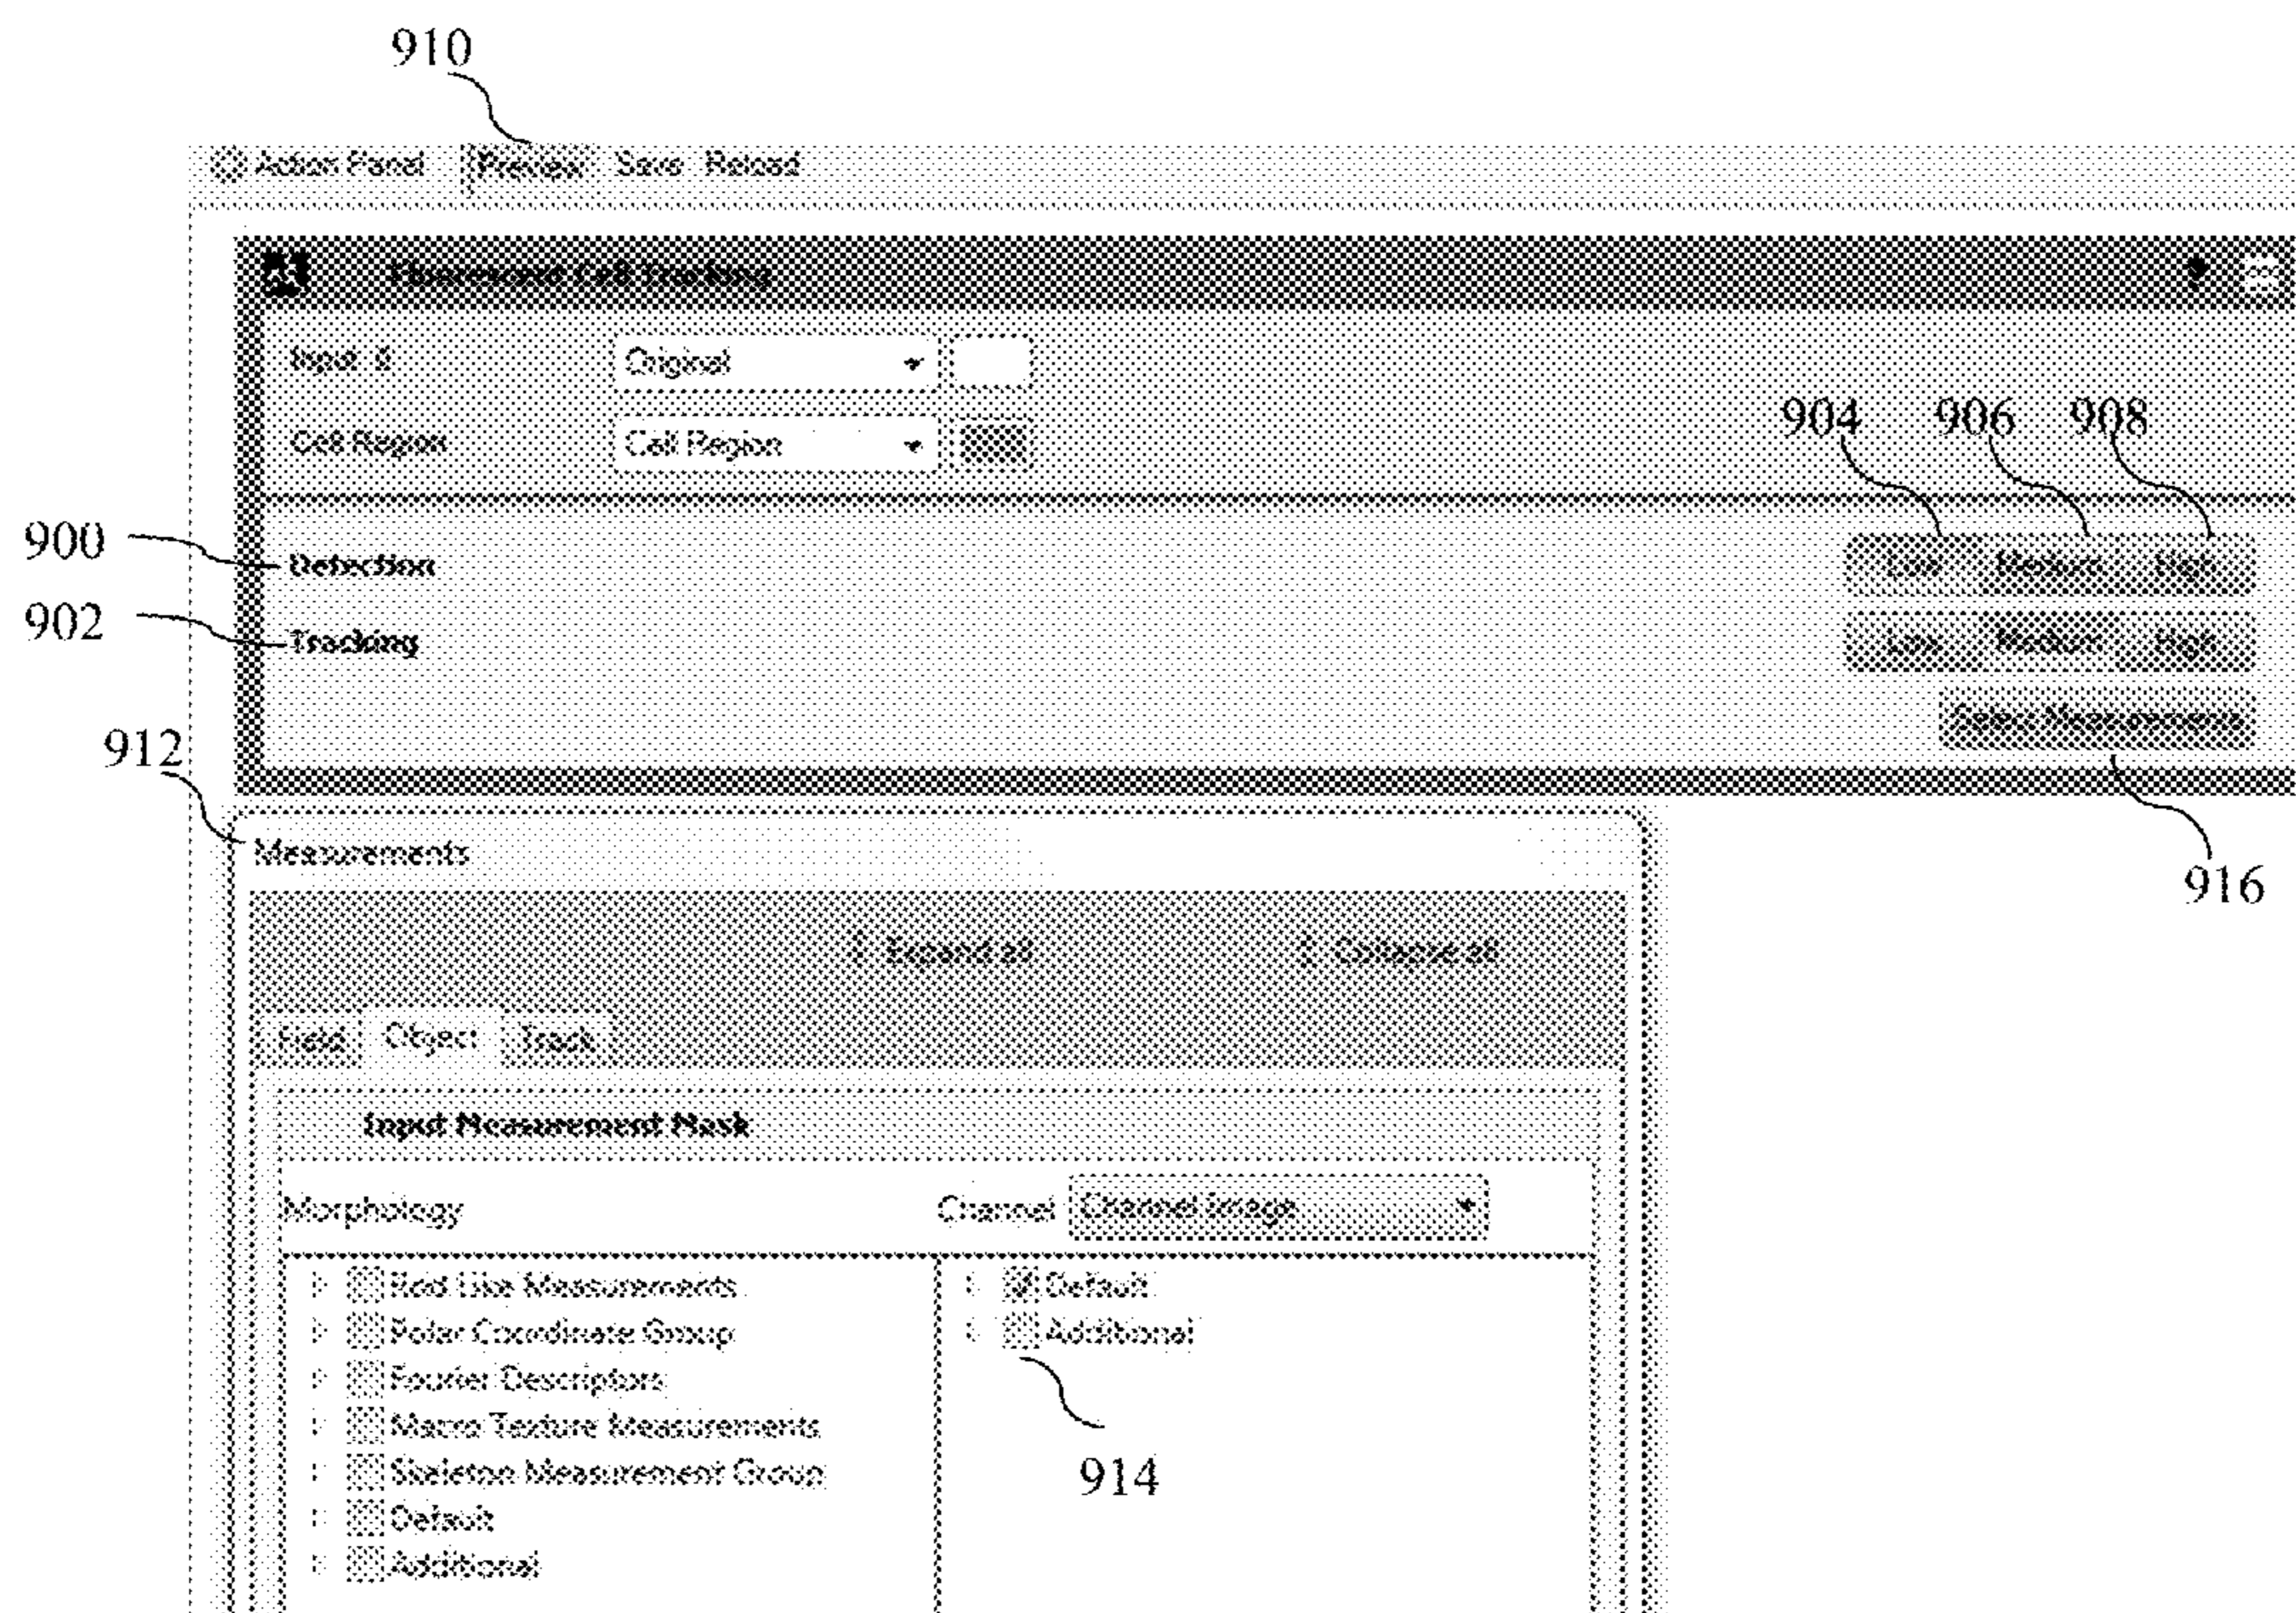 910
Action Panel Preview Save Reload
Fluorescent Cell Tracking
Input
Original
904 906 908
Cell Region Cell Region
900
Detection Low Medium High
902
Tracking Low Medium High
Select Measurements
912
Measurements
916
Expand all Collapse all
Field Object Track
Input Measurement Mask
Morphology Channel Channel Image
Rod Like Measurements Default
Polar Coordinate Group Additional
Fourier Descriptors
Macro Texture Measurements
Skeleton Measurement Group
914
Default
Additional